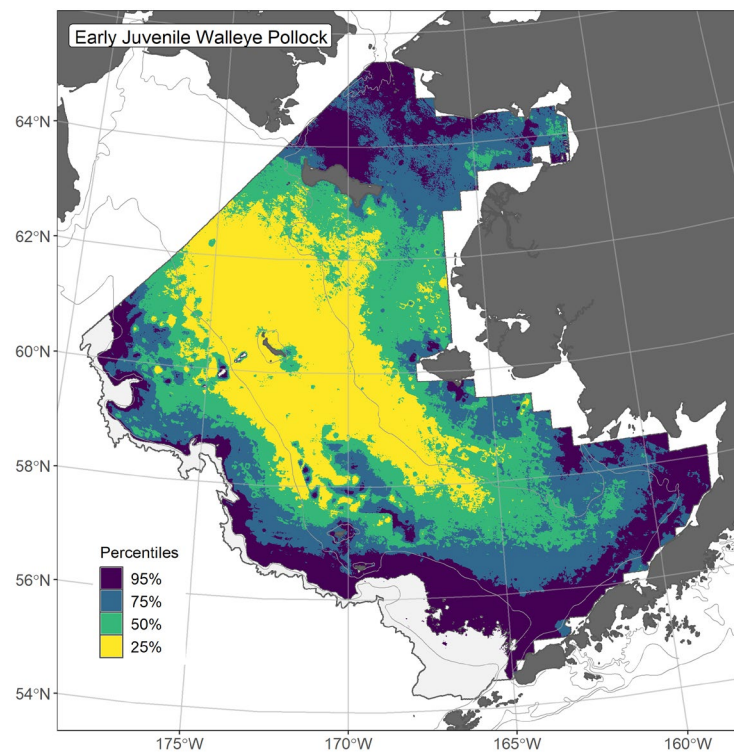 Early Juvenile Walleye Pollock
64°N
62°N
60°N
58°N
56°N
54°N
Percentiles
95%
75%
50%
25%
175°W
170°W
165°W
160°W